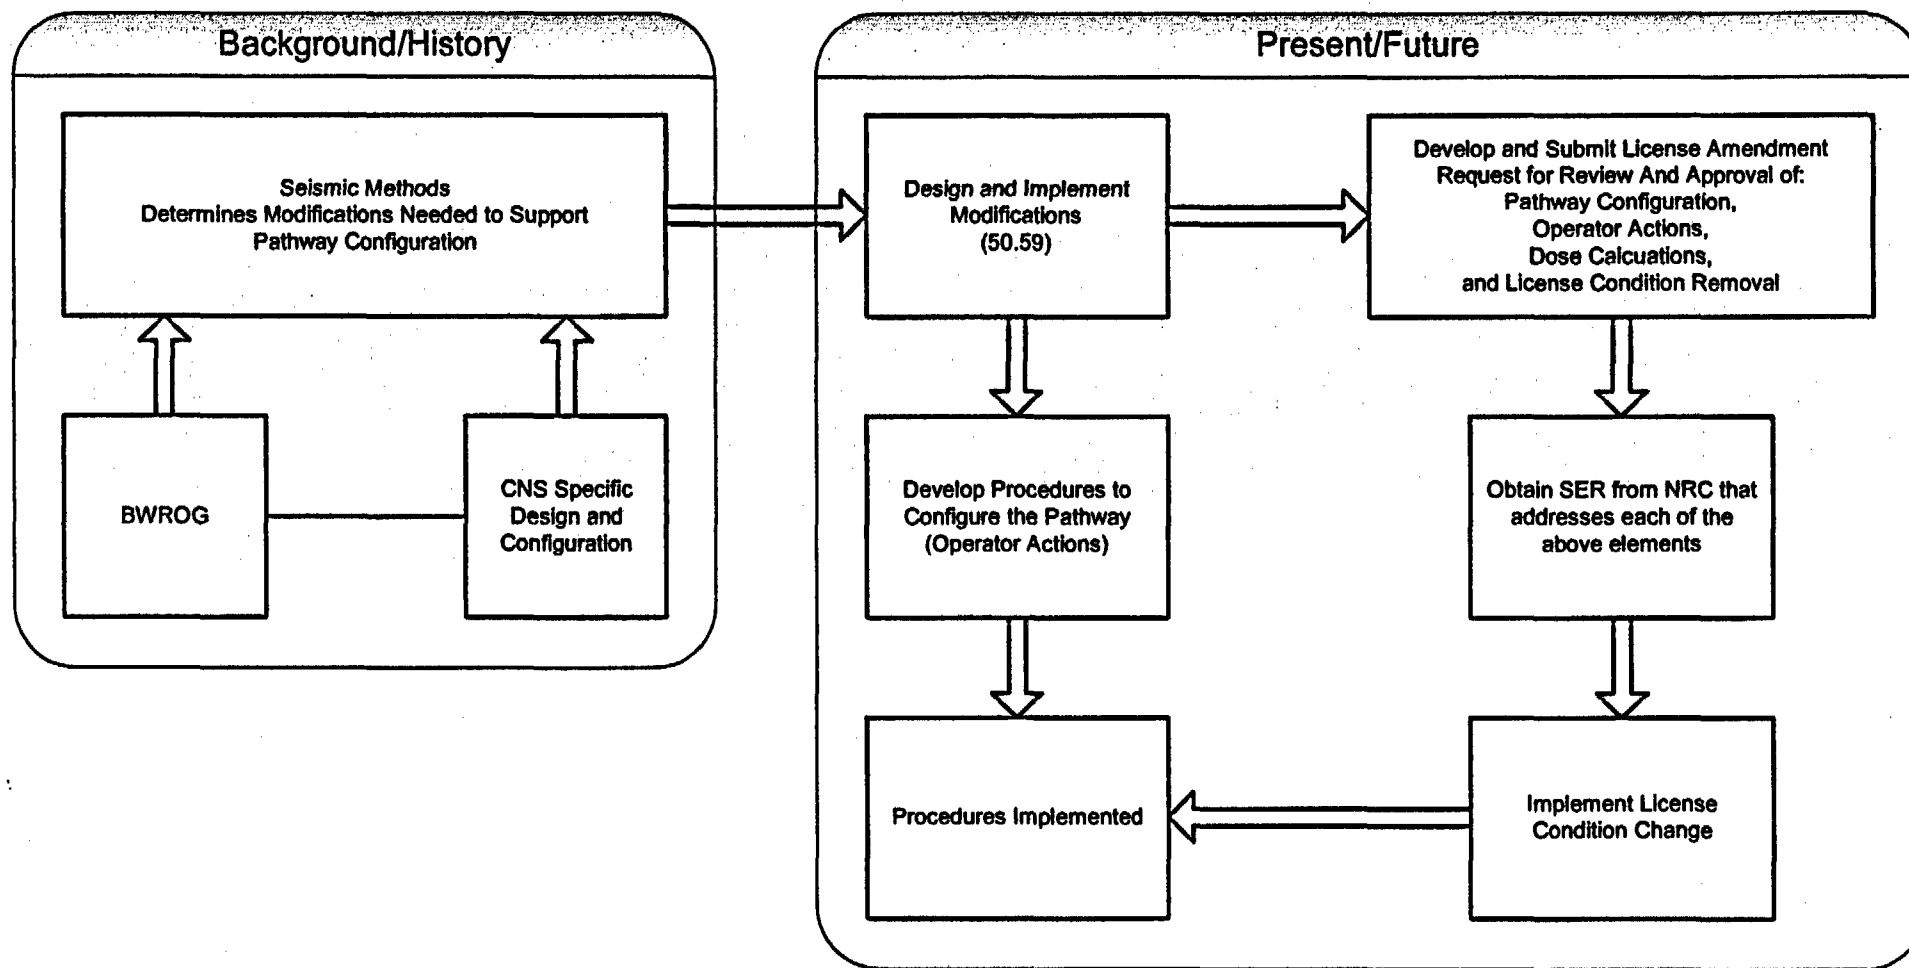 Background/History
Seismic Methods
Determines Modifications Needed to Support
Pathway Configuration
BWROG
CNS Specific
Design and
Configuration
Present/Future
Design and Implement
Modifications
(50.59)
Develop and Submit License Amendment
Request for Review And Approval of:
Pathway Configuration,
Operator Actions,
Dose Calcuations,
and License Condition Removal
Develop Procedures to
Configure the Pathway
(Operator Actions)
Obtain SER from NRC that
addresses each of the
above elements
Procedures Implemented
Implement License
Condition Change